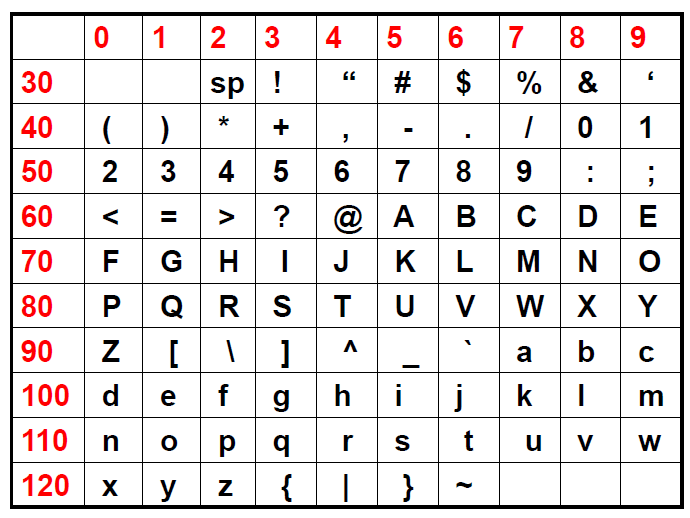 0 1 2 3 4 5 6 7 8 9
30 sp ! “ # $ % & ‘
40 ( ) * + , - . / 0 1
50 2 3 4 5 6 7 8 9 : ;
60 < = > ? @ A B C D E
70 F G H I J K L M N O
80 P Q R S T U V W X Y
90 Z [ \ ] ^ _ ` a b c
100 d e f g h i j k l m
110 n o p q r s t u v w
120 x y z { | } ~